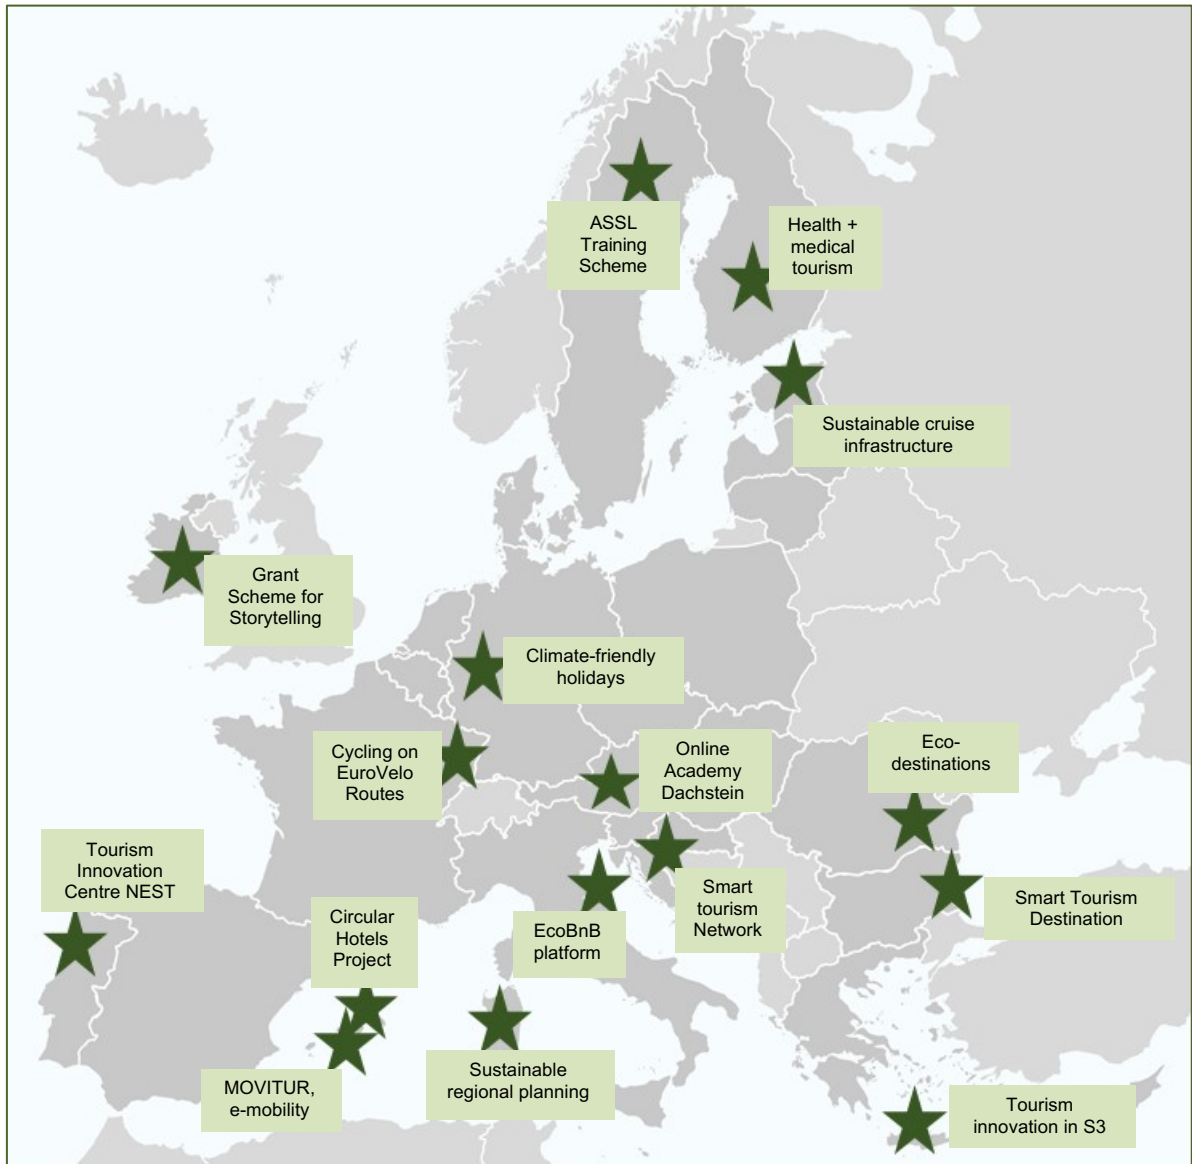 ASSL
Training
Scheme
Health +
medical
tourism
Sustainable cruise
infrastructure
Grant
Scheme for
Storytelling
Climate-friendly
holidays
Cycling on
EuroVelo
Routes
Online
Academy
Dachstein
Eco-
destinations
Tourism
Innovation
Centre NEST
Circular
Hotels
Project
EcoBnB
platform
Smart
tourism
Network
Smart Tourism
Destination
MOVITUR,
e-mobility
Sustainable
regional planning
Tourism
innovation in S3